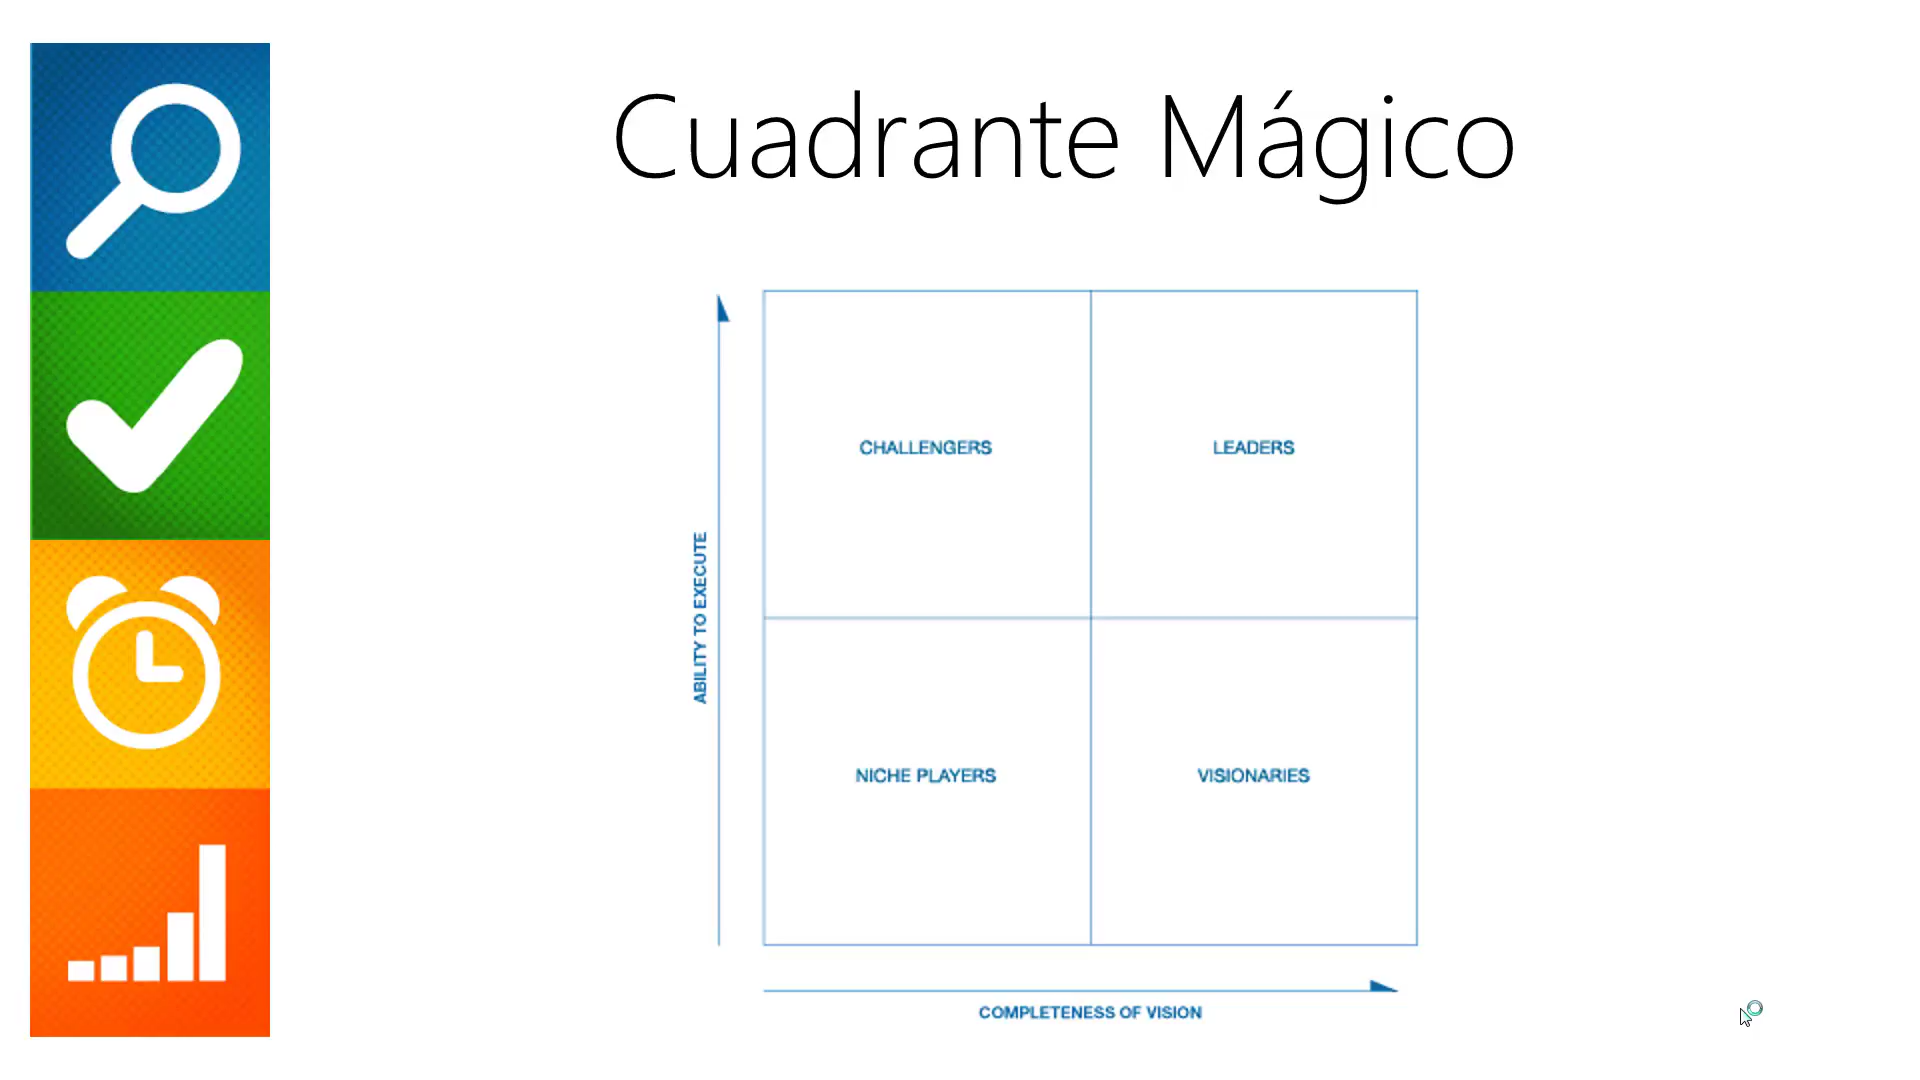 Cuadrante Mágico
CHALLENGERS
LEADERS
ABILITY TO EXECUTE
NICHE PLAYERS
VISIONARIES
COMPLETENESS OF VISION